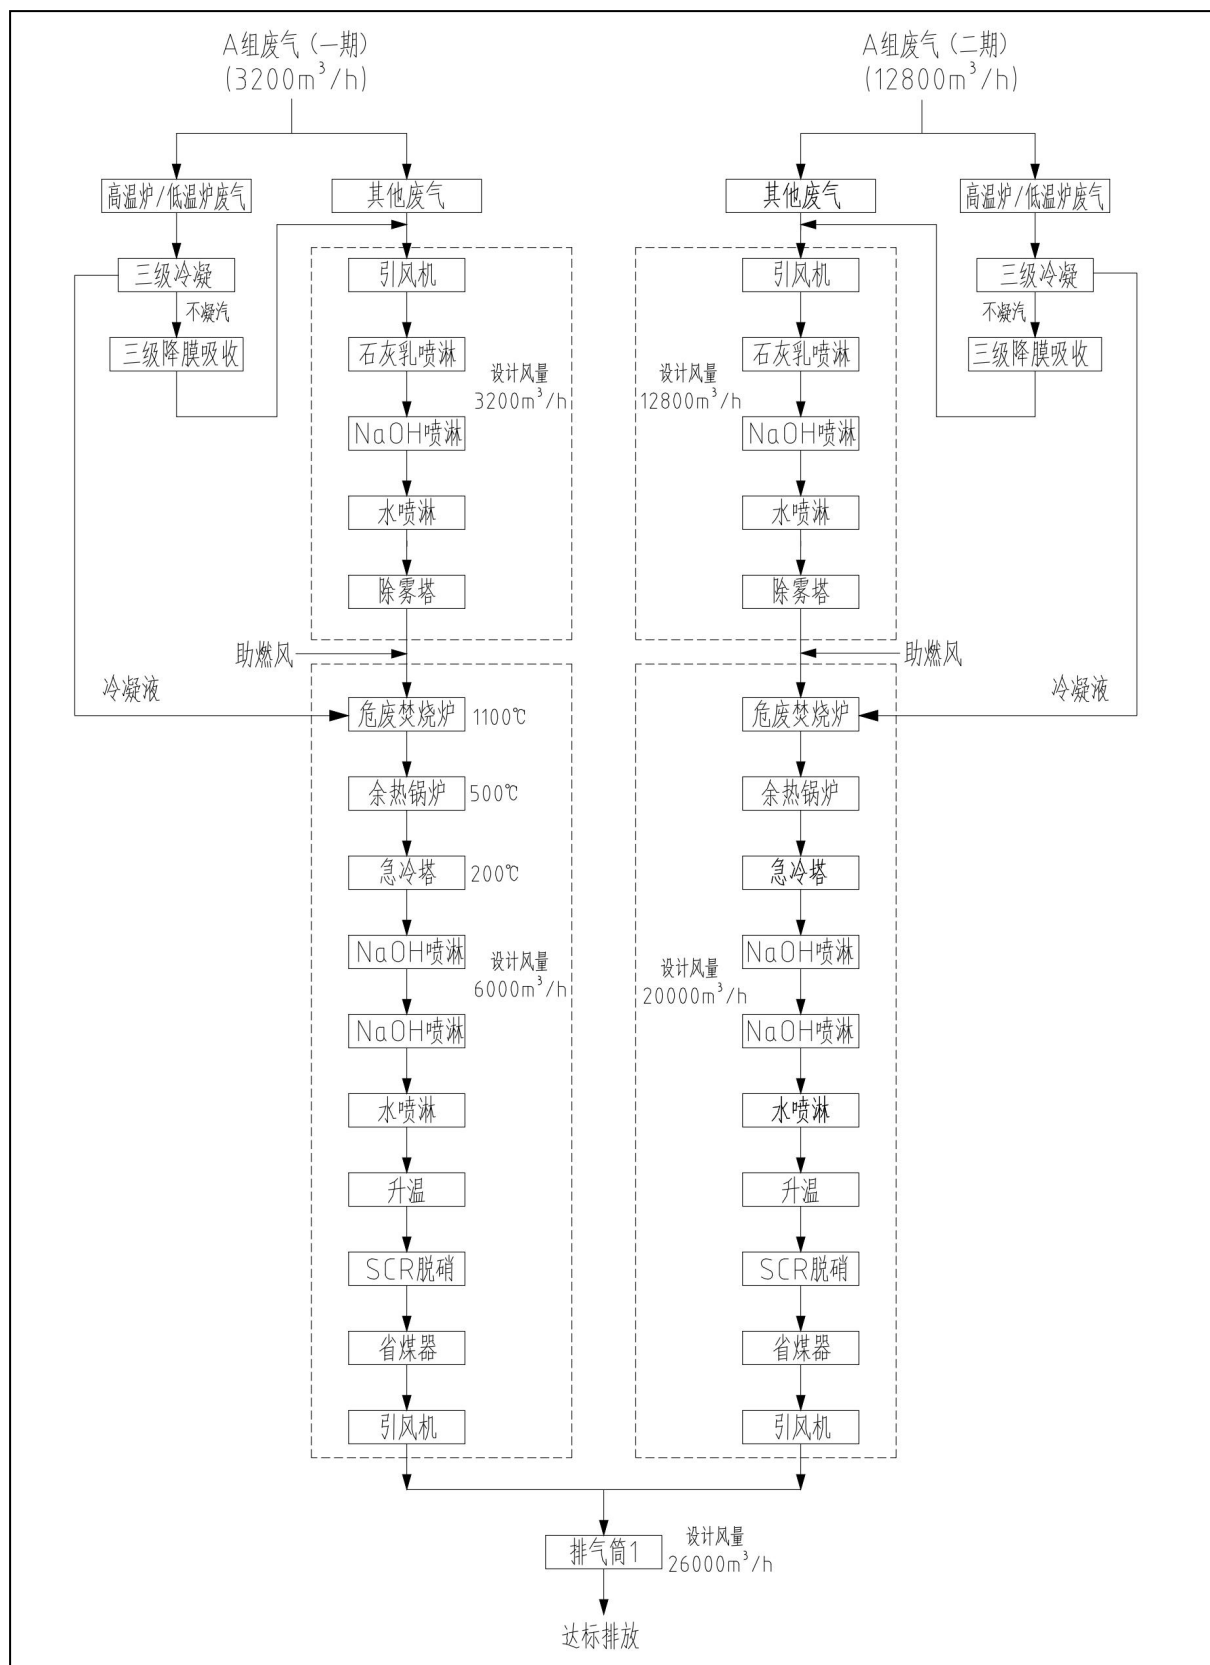 A组废气（一期）
(3200m³/h)
高温炉/低温炉废气
其他废气
三级冷凝
不凝汽
三级降膜吸收
引风机
石灰乳喷淋
设计风量
3200m³/h
NaOH喷淋
水喷淋
除雾塔
助燃风
冷凝液
危废焚烧炉
1100℃
余热锅炉
500℃
急冷塔
200℃
NaOH喷淋
设计风量
6000m³/h
NaOH喷淋
水喷淋
升温
SCR脱硝
省煤器
引风机
A组废气（二期）
(12800m³/h)
其他废气
高温炉/低温炉废气
三级冷凝
不凝汽
三级降膜吸收
引风机
石灰乳喷淋
设计风量
12800m³/h
NaOH喷淋
水喷淋
除雾塔
助燃风
冷凝液
危废焚烧炉
余热锅炉
急冷塔
NaOH喷淋
设计风量
20000m³/h
NaOH喷淋
水喷淋
升温
SCR脱硝
省煤器
引风机
排气筒1
设计风量
26000m³/h
达标排放